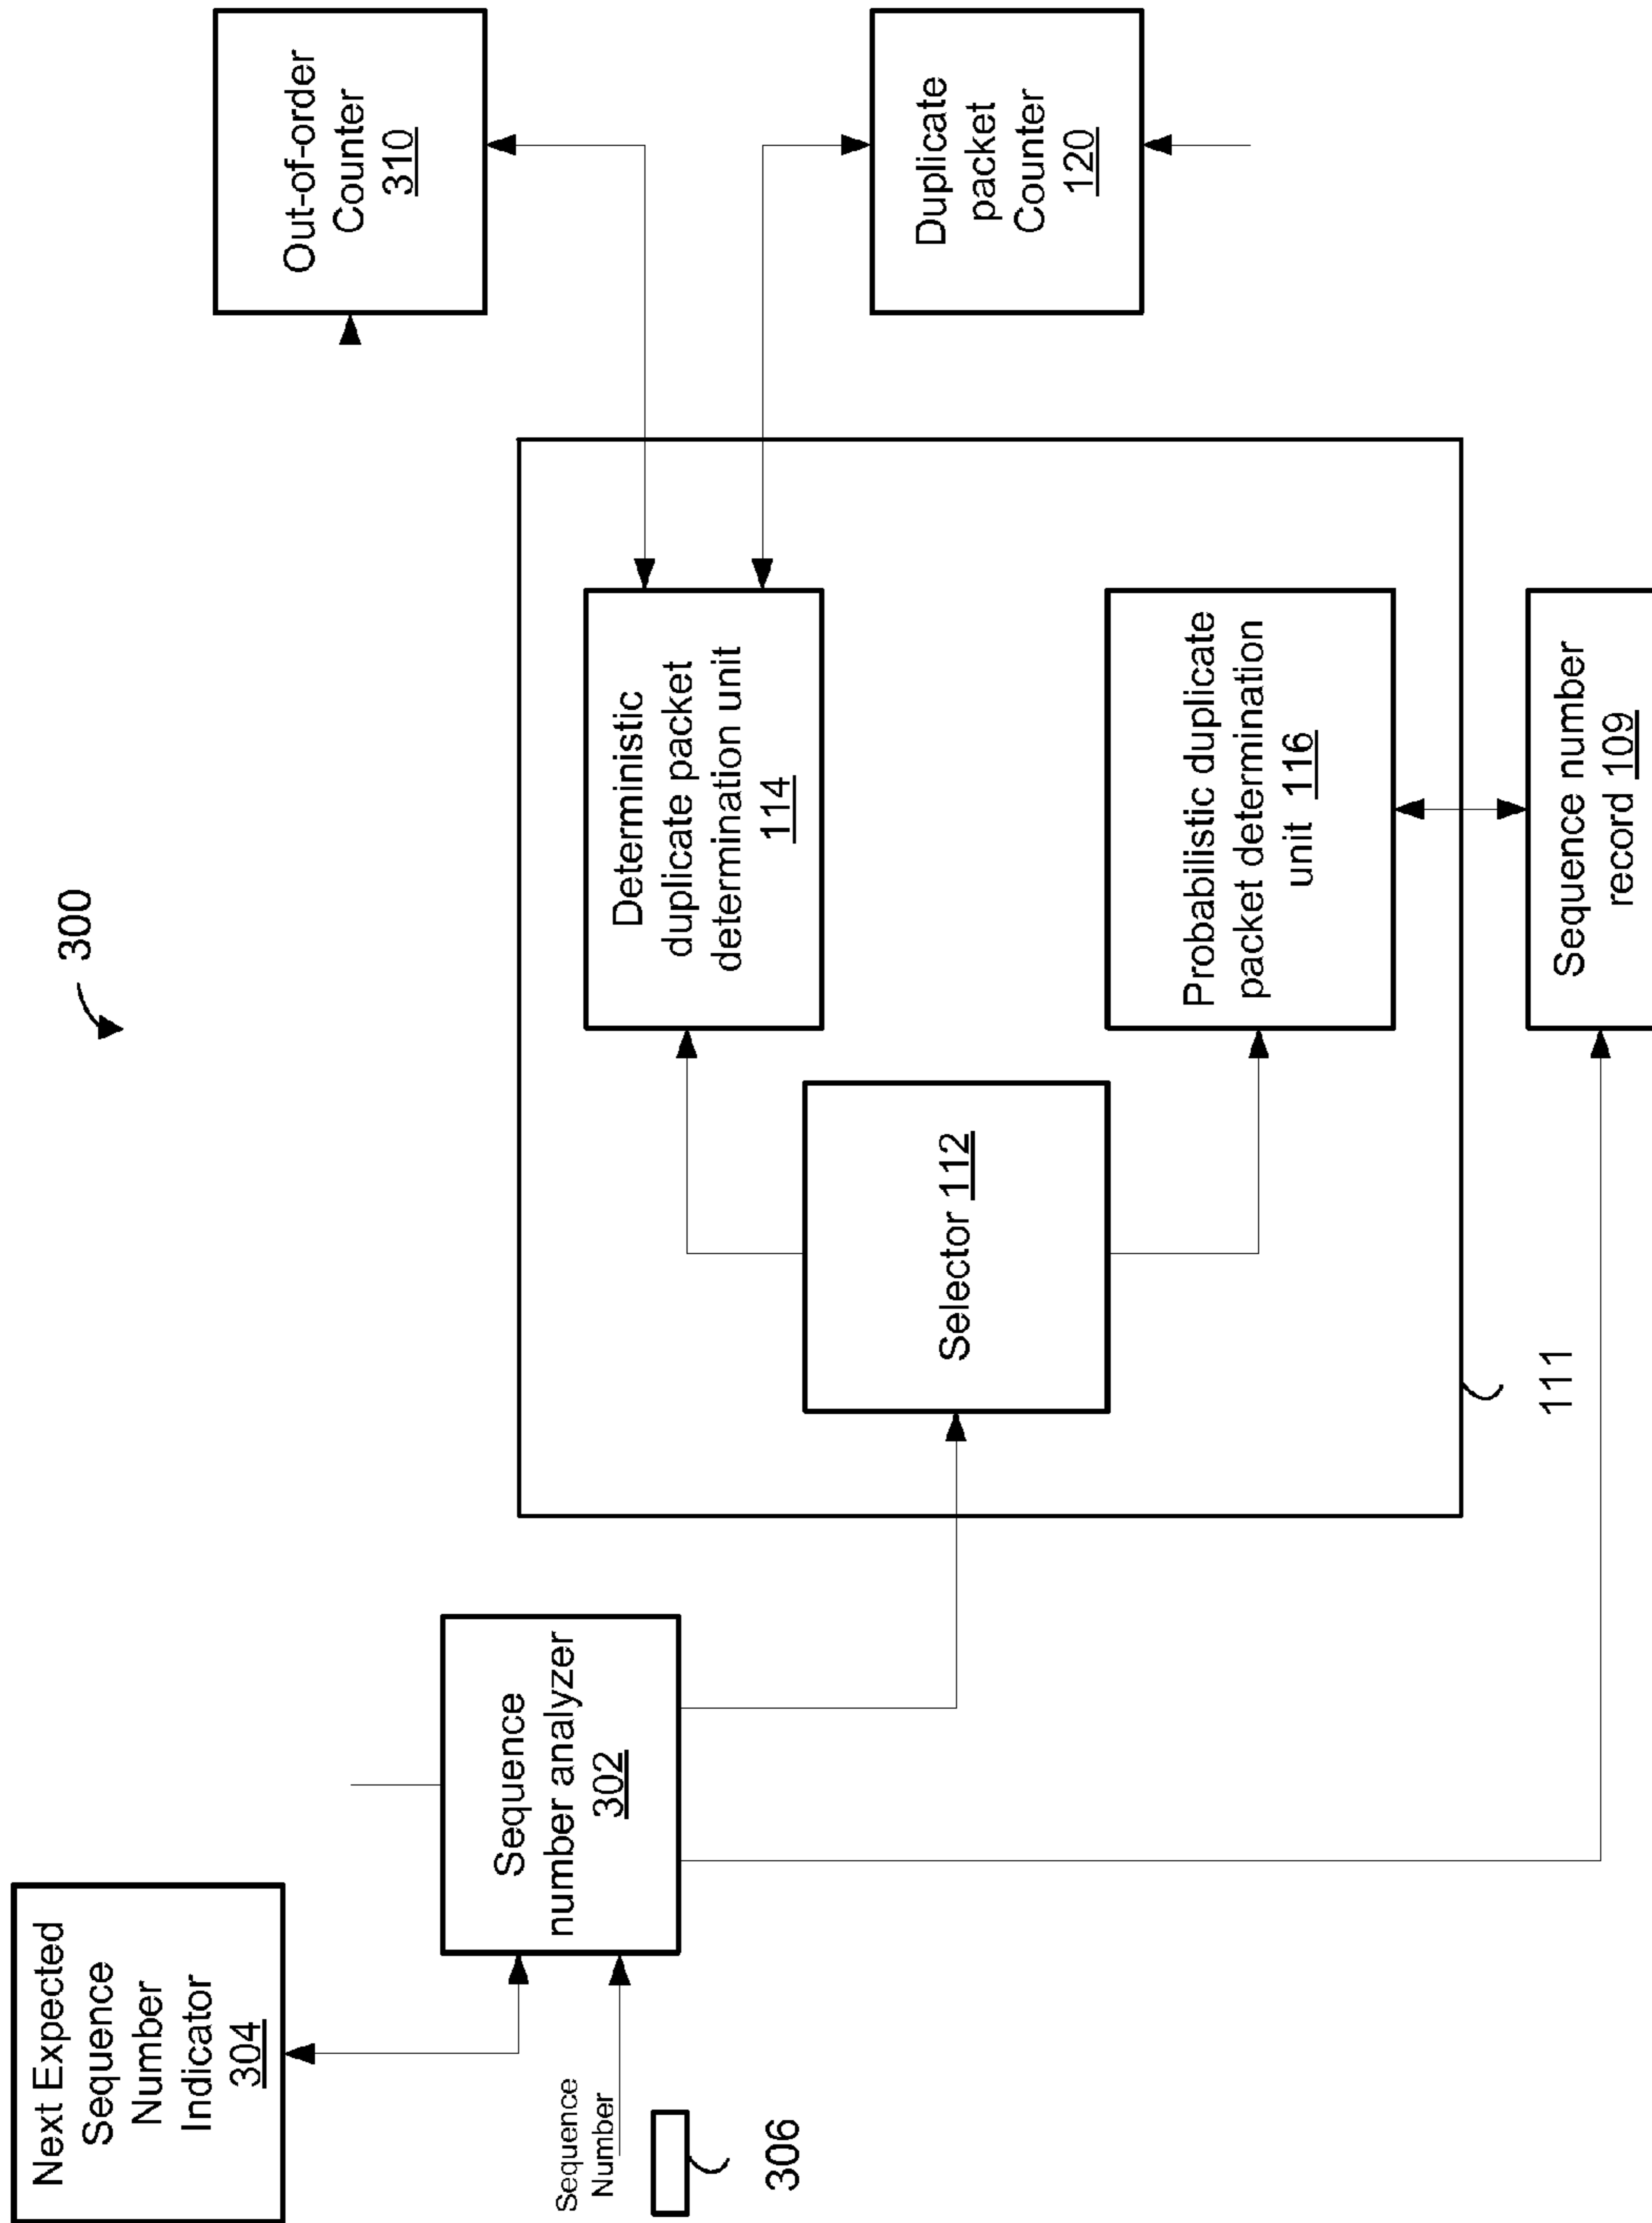 300
Next Expected
Sequence
Number
Indicator
304
Out-of-order
Counter
310
Sequence
number analyzer
302
Sequence
Number
306
Deterministic
duplicate packet
determination unit
114
Selector 112
Duplicate
packet
Counter
120
Probabilistic duplicate
packet determination
unit 116
111
Sequence number
record 109